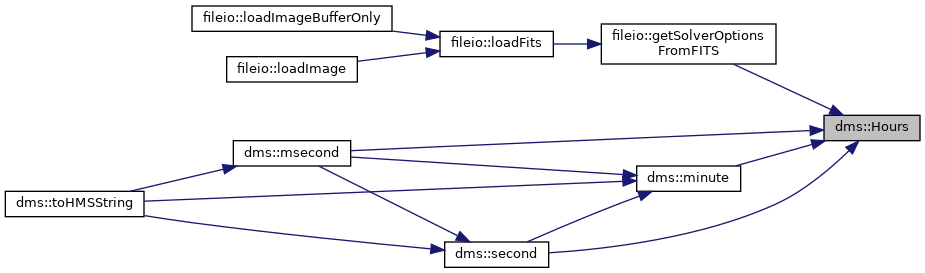 fileio::loadImageBufferOnly
fileio::loadFits
fileio::getSolverOptions
FromFITS
fileio::loadImage
dms::Hours
dms::msecond
dms::minute
dms::toHMSString
dms::second